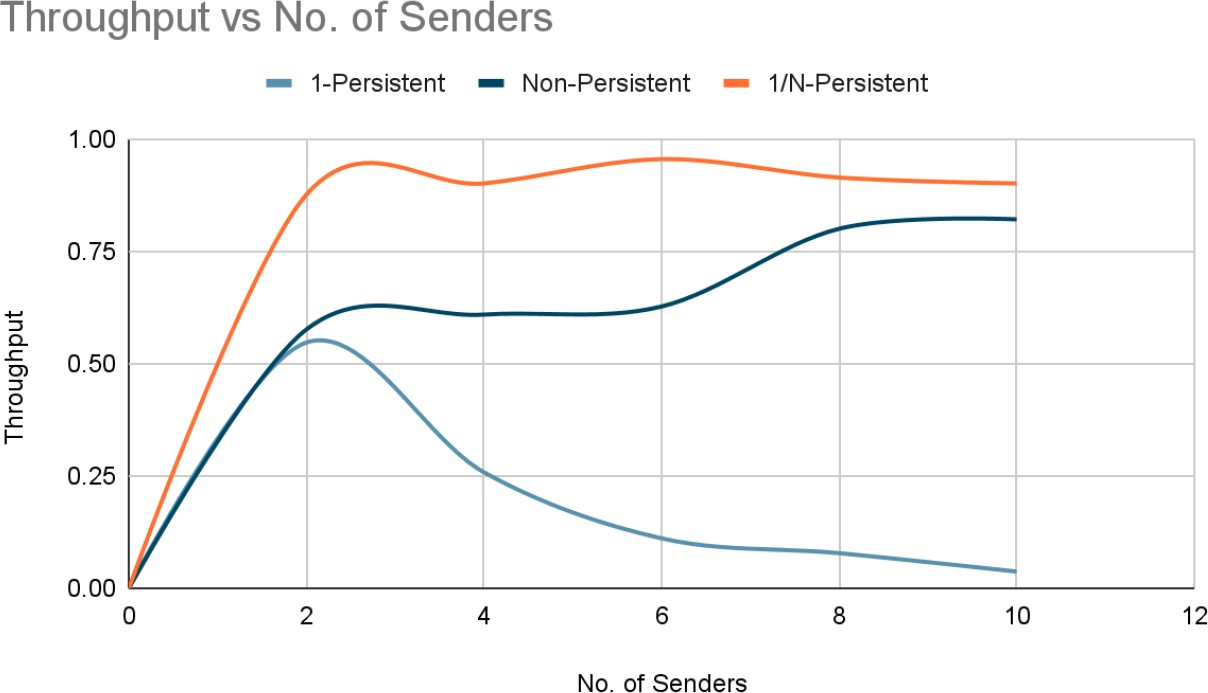 Throughput vs No. of Senders
1-Persistent Non-Persistent 1/N-Persistent
1.00
0.75
0.50
0.25
0.00
Throughput
0 2 4 6 8 10 12
No. of Senders